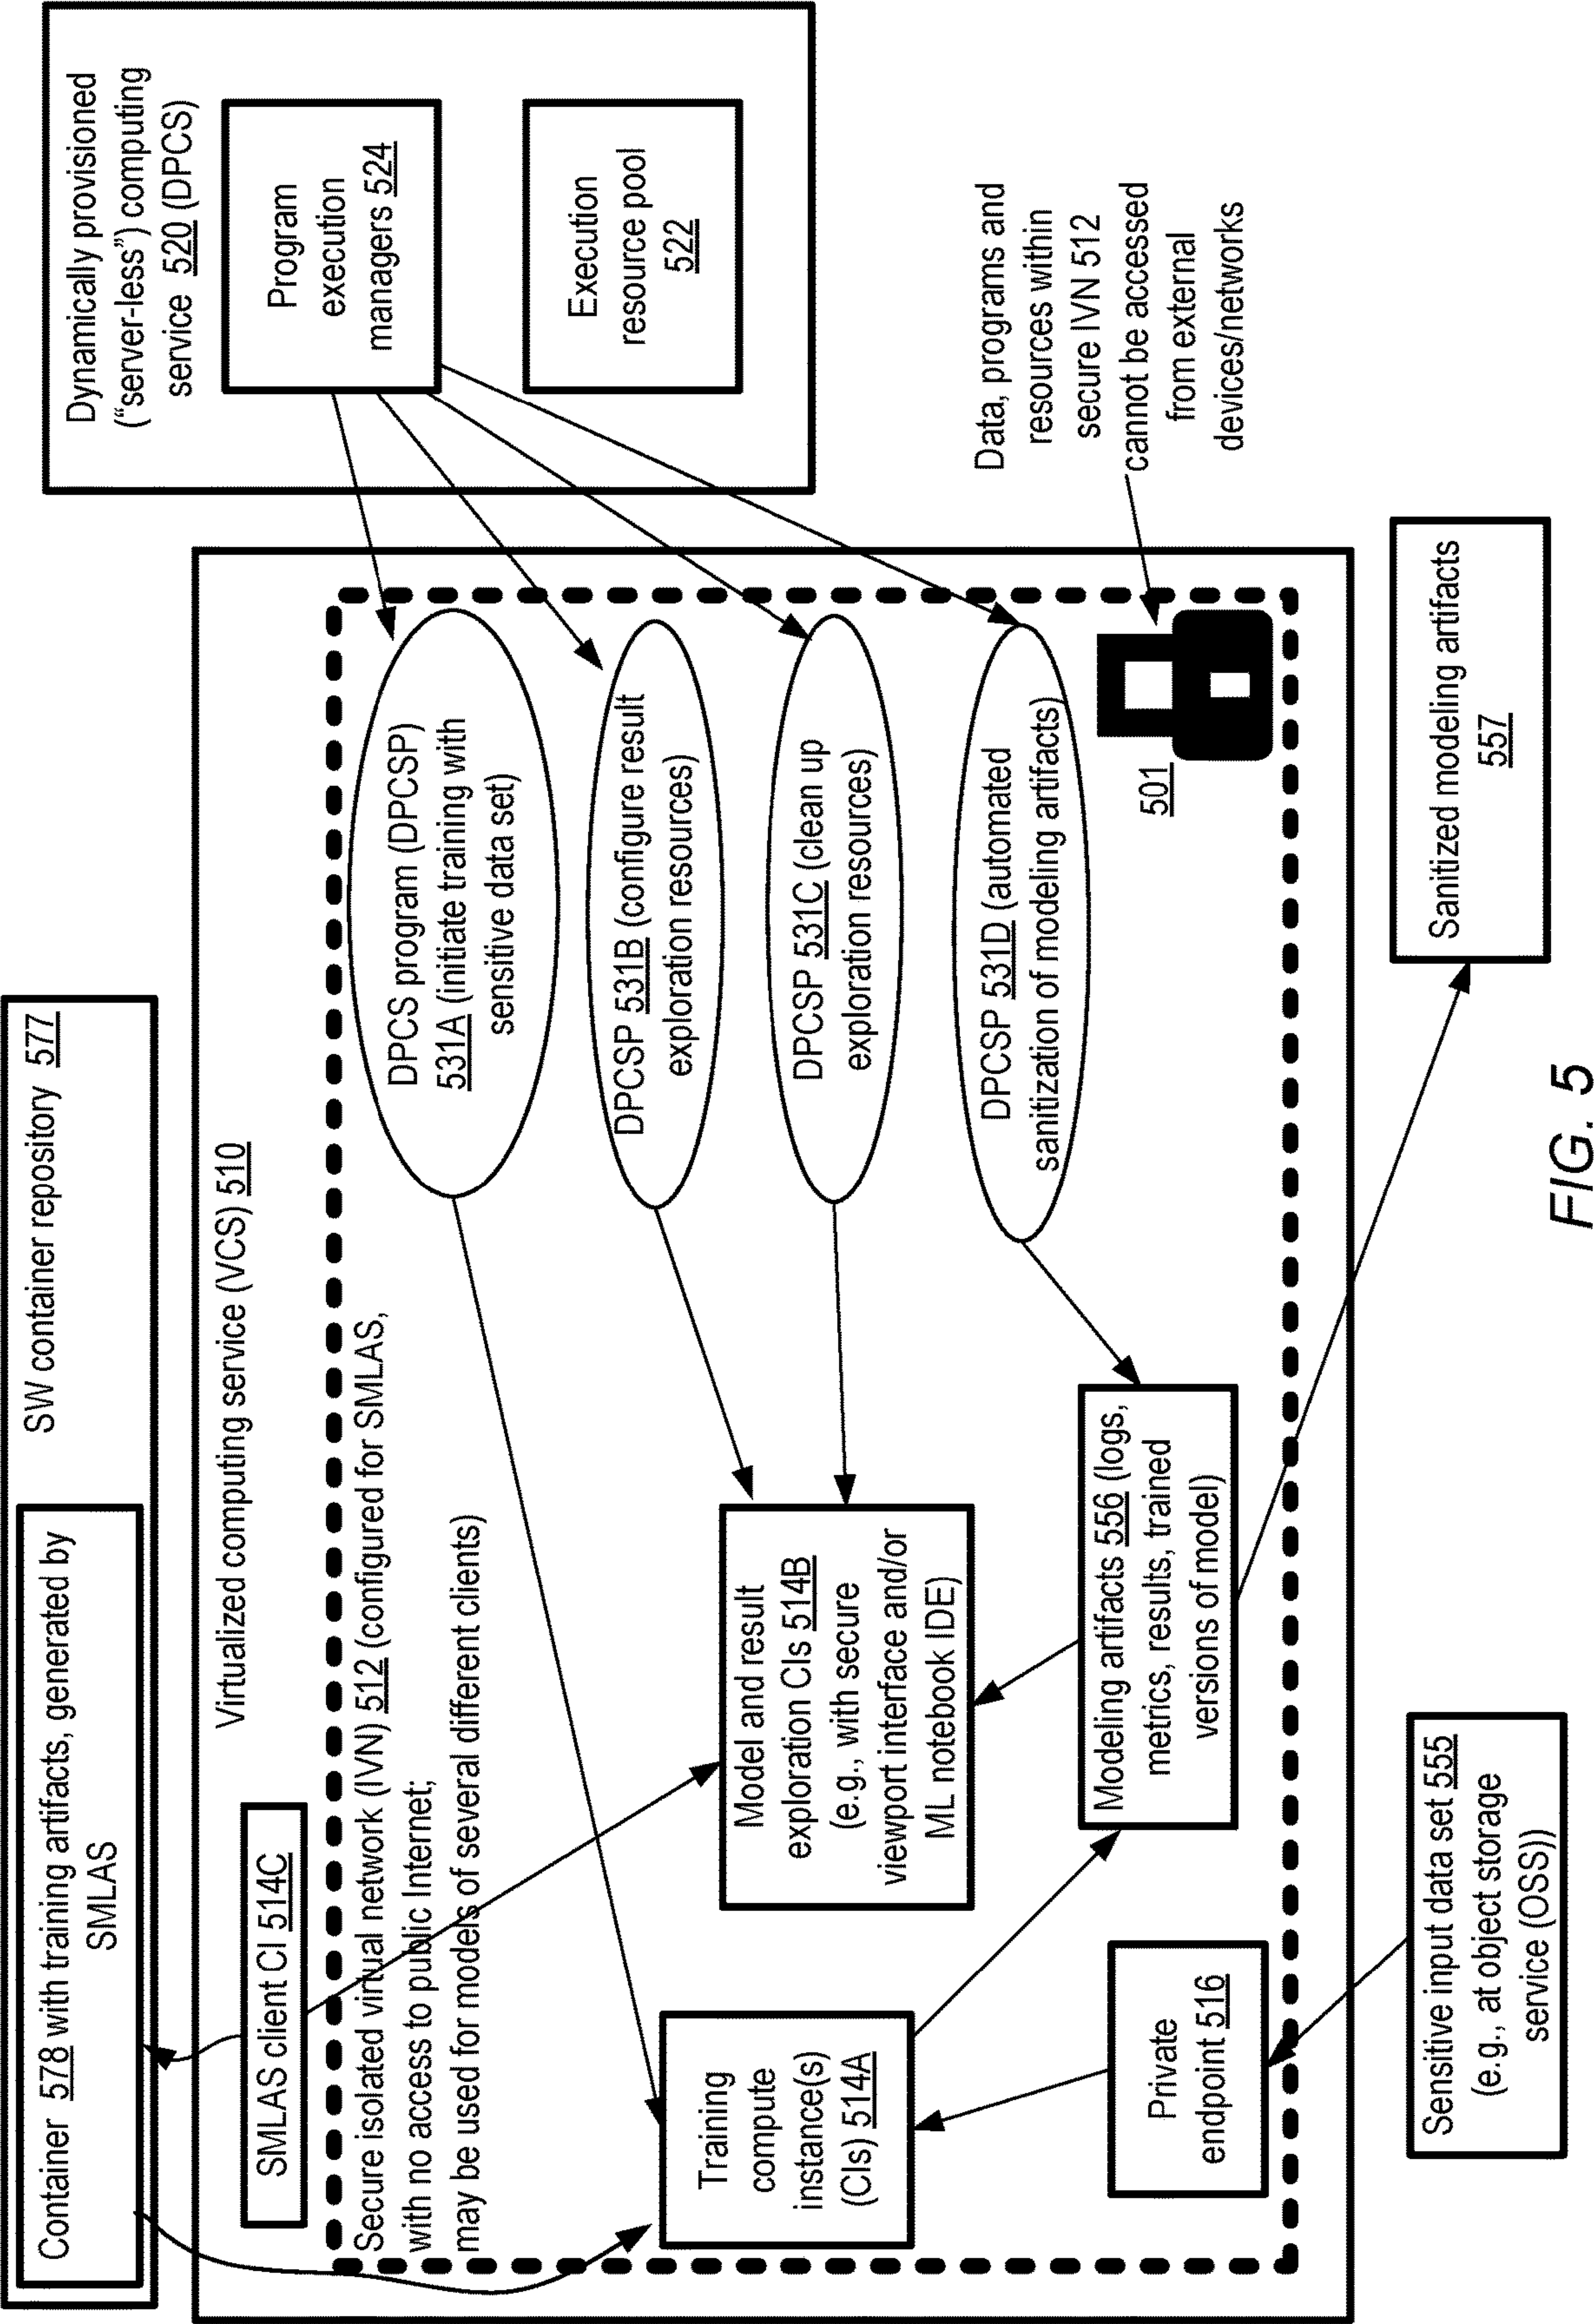 SW container repository 577
Container 578 with training artifacts, generated by
SMLAS
Dynamically provisioned
(“server-less”) computing
service 520 (DPCS)
Program
execution
managers 524
Execution
resource pool
522
Virtualized computing service (VCS) 510
SMLAS client CI 514C
Secure isolated virtual network (IVN) 512 (configured for SMLAS,
with no access to public Internet;
may be used for models of several different clients)
DPCS program (DPCSP)
531A (initiate training with
sensitive data set)
DPCSP 531B (configure result
exploration resources)
DPCSP 531C (clean up
exploration resources)
DPCSP 531D (automated
sanitization of modeling artifacts)
Training
compute
instance(s)
(CIs) 514A
Model and result
exploration CIs 514B
(e.g., with secure
viewport interface and/or
ML notebook IDE)
Private
endpoint 516
Modeling artifacts 556 (logs,
metrics, results, trained
versions of model)
501
Data, programs and
resources within
secure IVN 512
cannot be accessed
from external
devices/networks
Sensitive input data set 555
(e.g., at object storage
service (OSS))
Sanitized modeling artifacts
557
FIG. 5